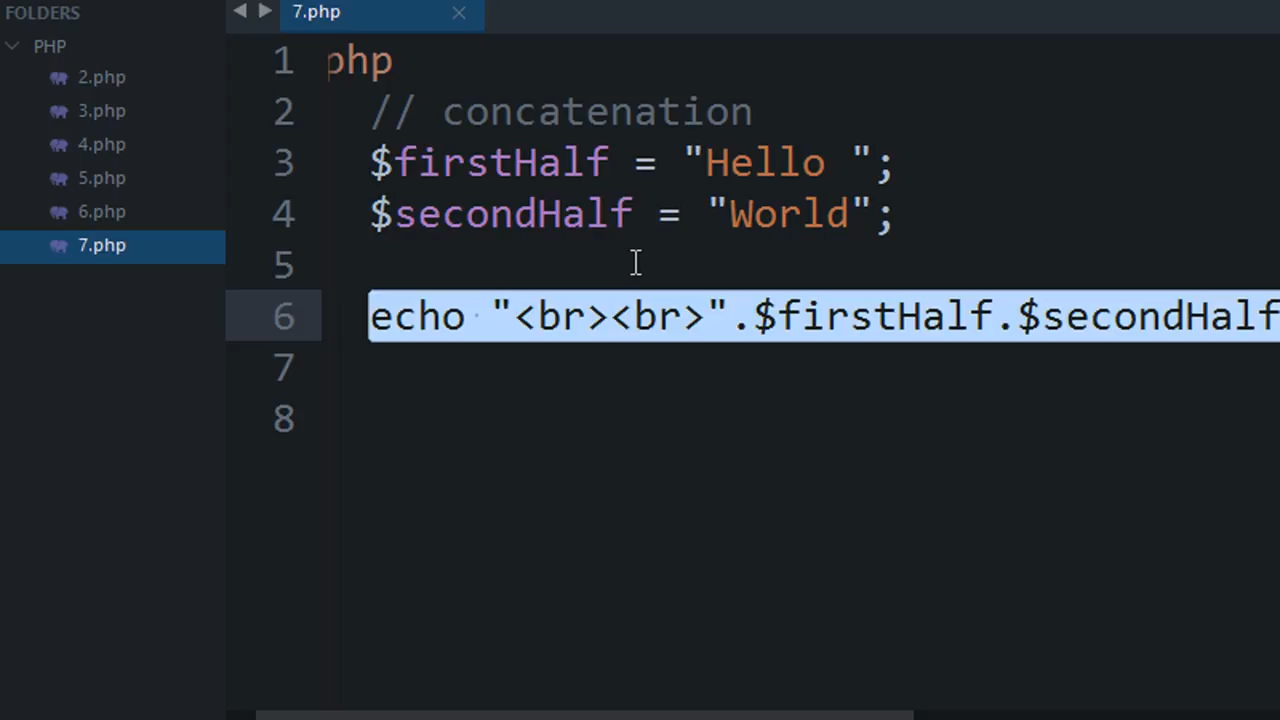 FOLDERS
PHP
2.php
3.php
4.php
5.php
6.php
7.php
7.php
1 php
2 // concatenation
3 $firstHalf = "Hello ";
4 $secondHalf = "World";
5
6 echo "<br><br>".$firstHalf.$secondHalf
7
8